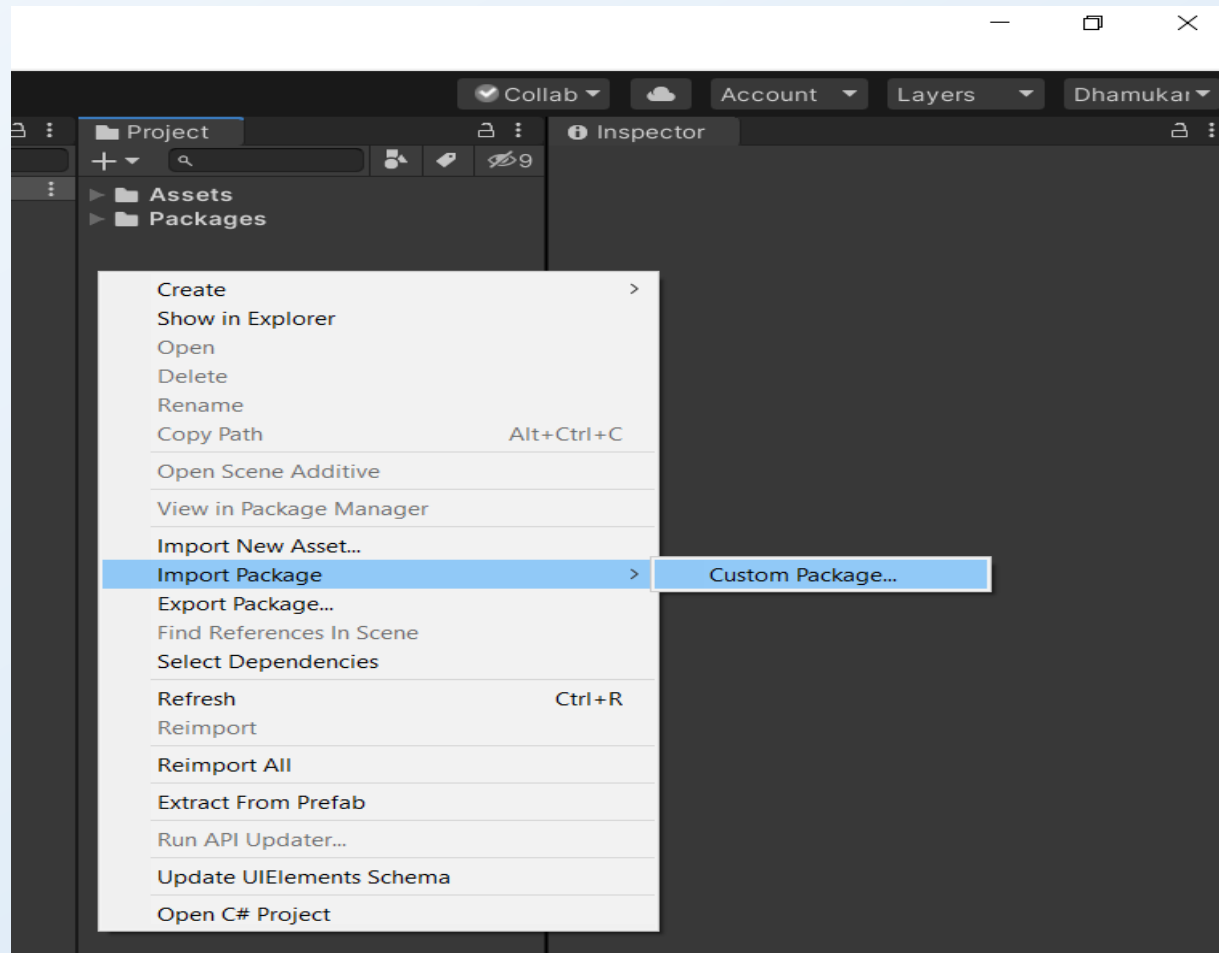 Collab Account Layers Dhamukar
Project Inspector
9
Assets
Packages
Create
Show in Explorer
Open
Delete
Rename
Copy Path Alt+Ctrl+C
Open Scene Additive
View in Package Manager
Import New Asset...
Import Package Custom Package...
Export Package...
Find References In Scene
Select Dependencies
Refresh Ctrl+R
Reimport
Reimport All
Extract From Prefab
Run API Updater...
Update UIElements Schema
Open C# Project